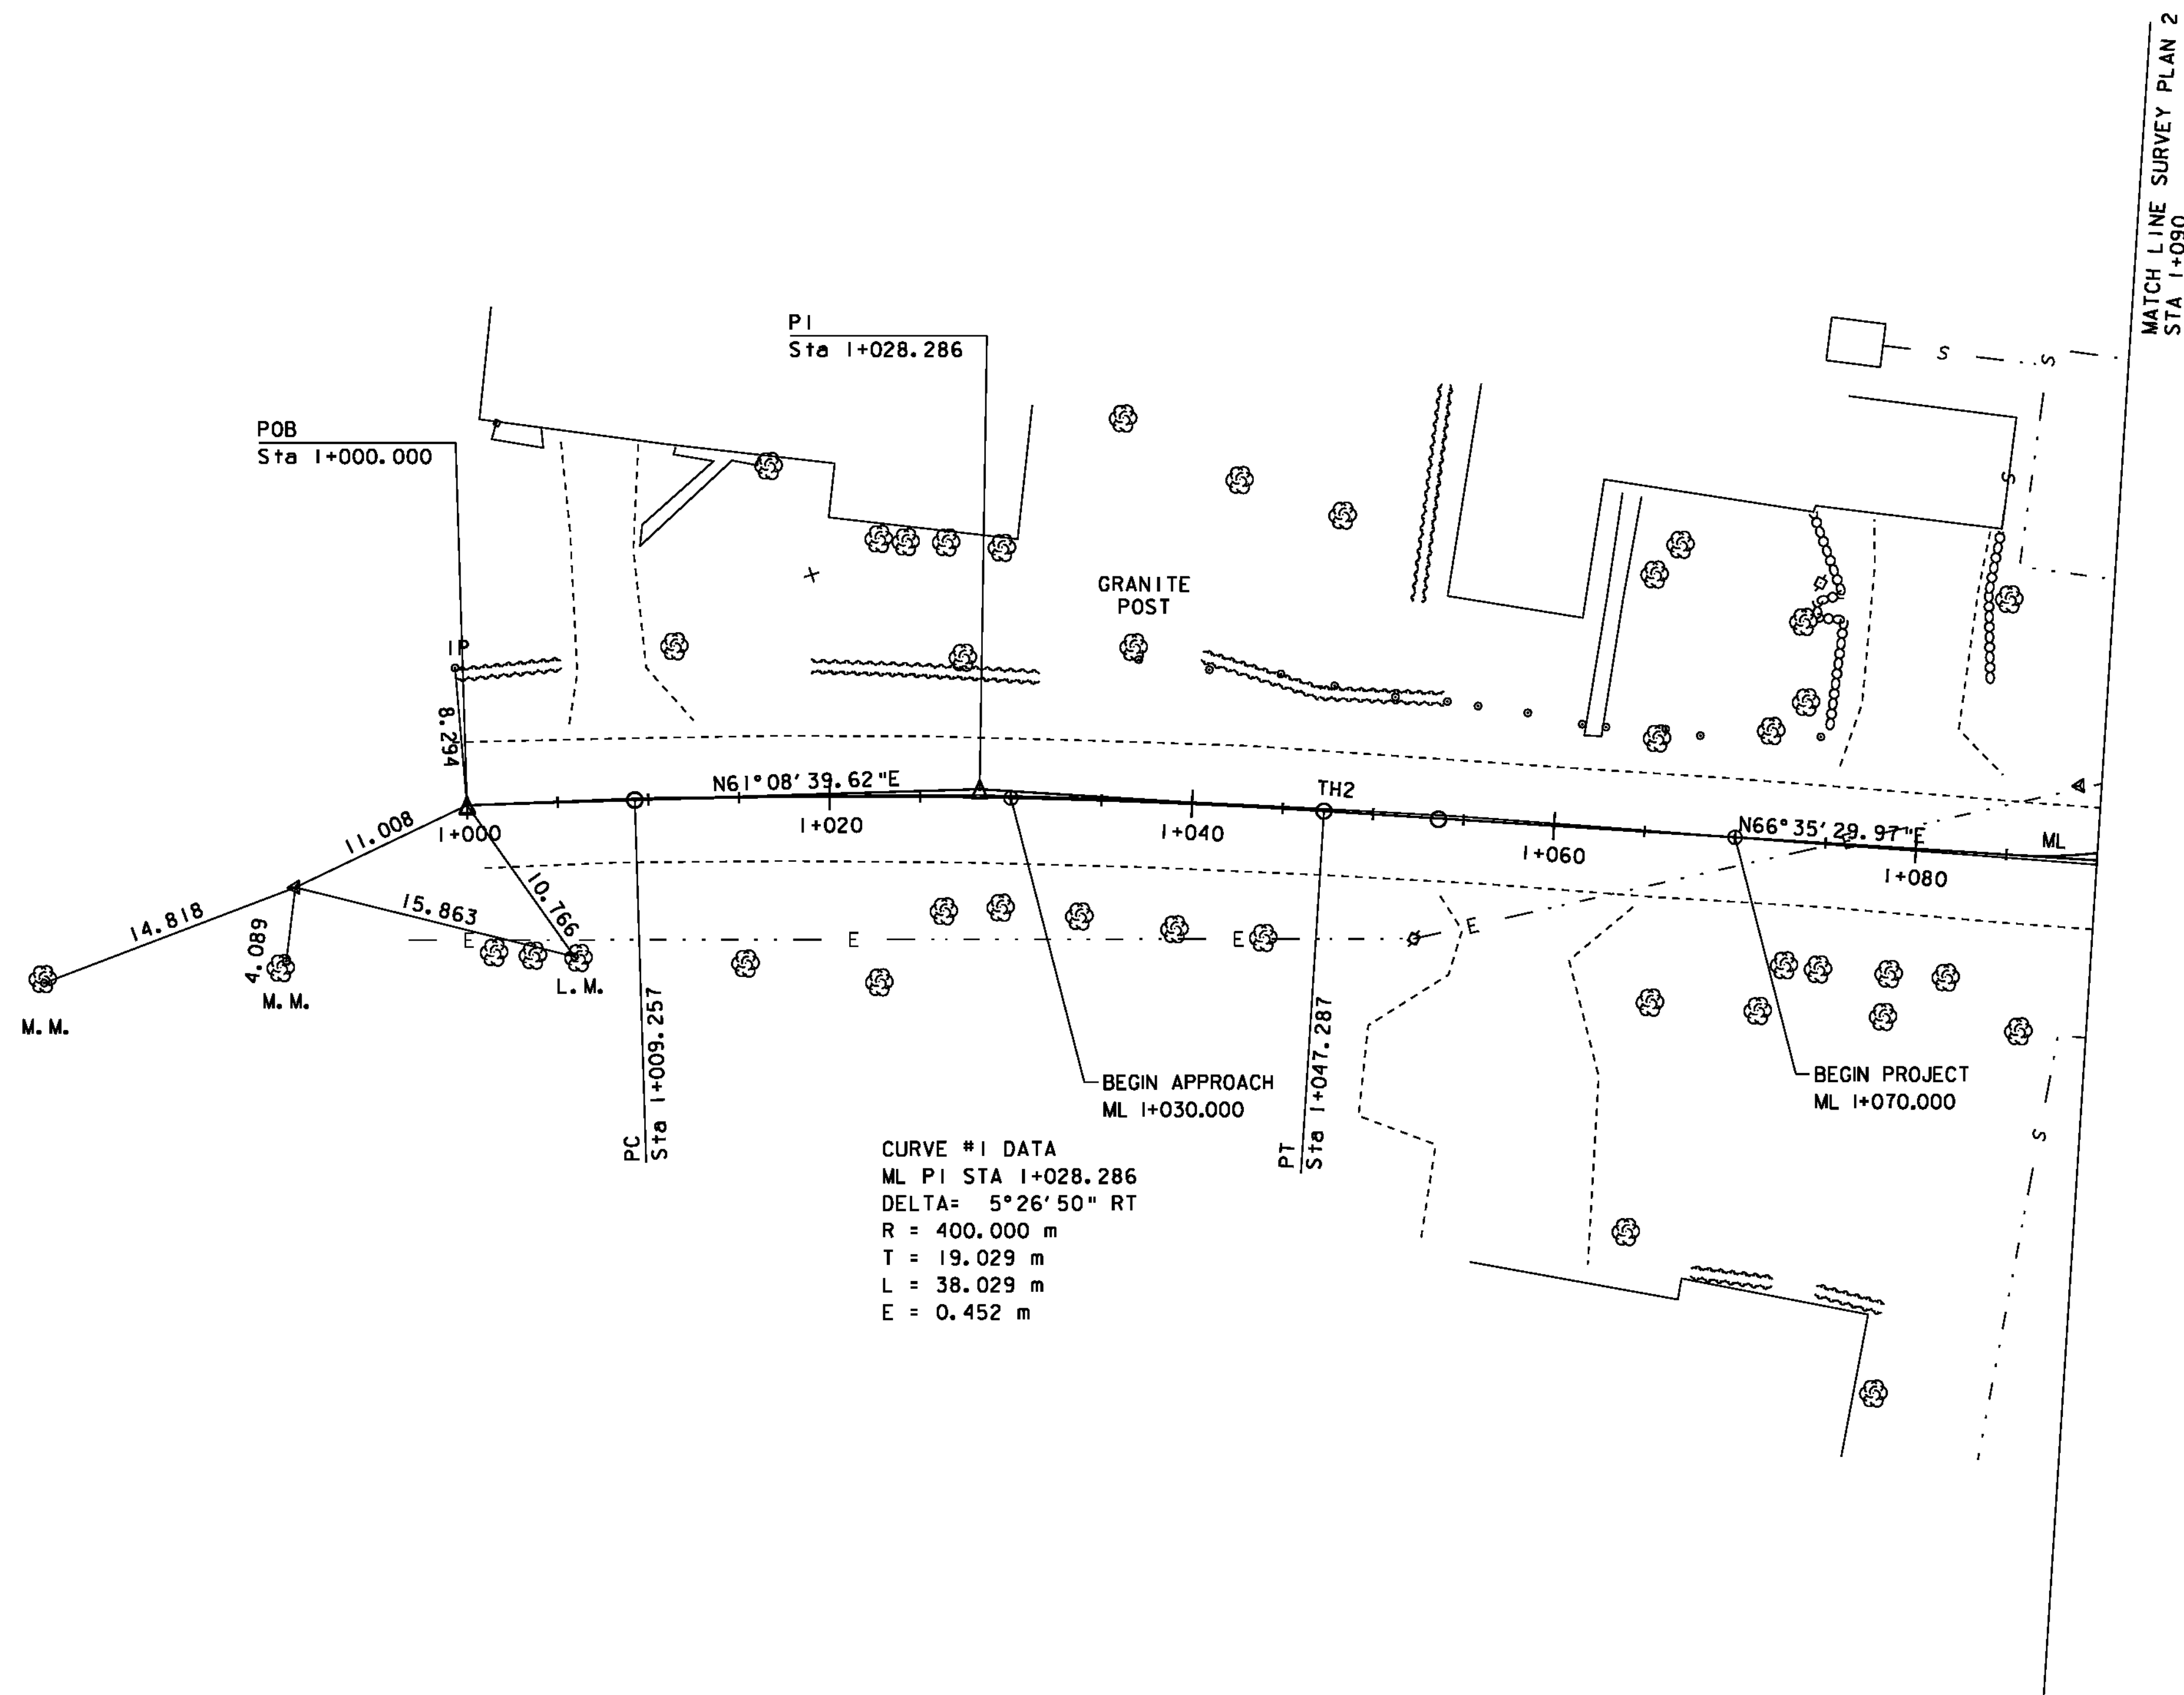 MATCH LINE SURVEY PLAN 2
STA 1+090
PI
Sta 1+028.286
POB
Sta 1+000.000
S
S
S
GRANITE
POST
IP
8.294
N61°08'39.62"E
TH2
N66°35'29.97"E
ML
1+000
1+020
1+040
1+060
1+080
11.008
10.766
15.863
14.818
4.089
E
E
E
E
M.M.
M.M.
L.M.
PC
Sta 1+009.257
PT
Sta 1+047.287
BEGIN APPROACH
ML 1+030.000
BEGIN PROJECT
ML 1+070.000
S
CURVE #1 DATA
ML PI STA 1+028.286
DELTA= 5°26'50" RT
R = 400.000 m
T = 19.029 m
L = 38.029 m
E = 0.452 m